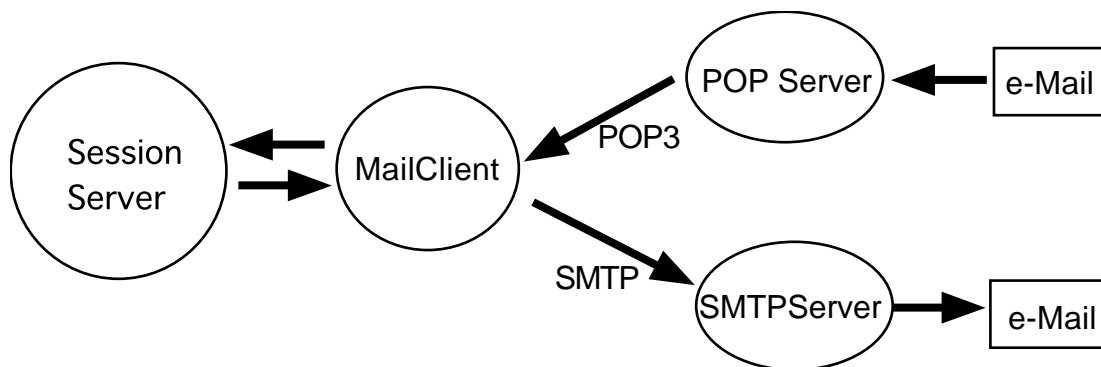 POP Server
e-Mail
POP3
Session
Server
MailClient
SMTP
SMTPServer
e-Mail